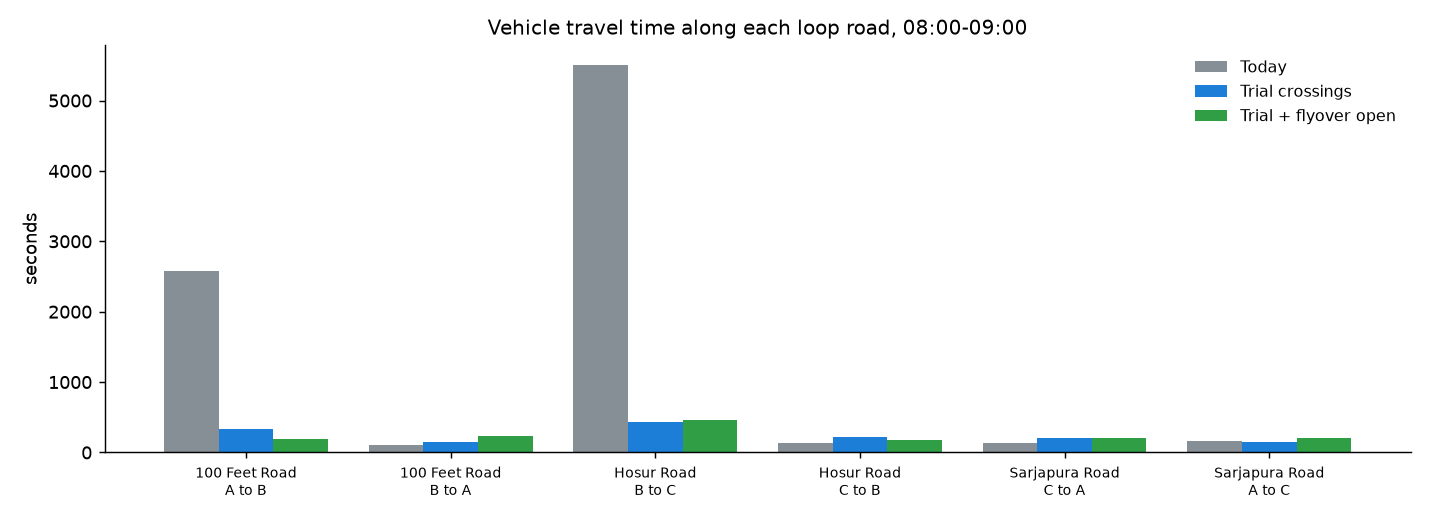 Vehicle travel time along each loop road, 08:00-09:00
Today
Trial crossings
Trial + flyover open
seconds
5000
4000
3000
2000
1000
0
100 Feet Road
A to B
100 Feet Road
B to A
Hosur Road
B to C
Hosur Road
C to B
Sarjapura Road
C to A
Sarjapura Road
A to C